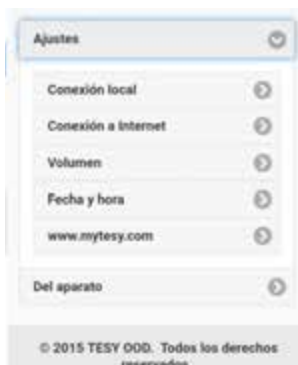 Ajustes
Conexión local
Conexión a Internet
Volumen
Fecha y hora
www.mytesy.com
Del aparato
© 2015 TESY OOD. Todos los derechos
reservados